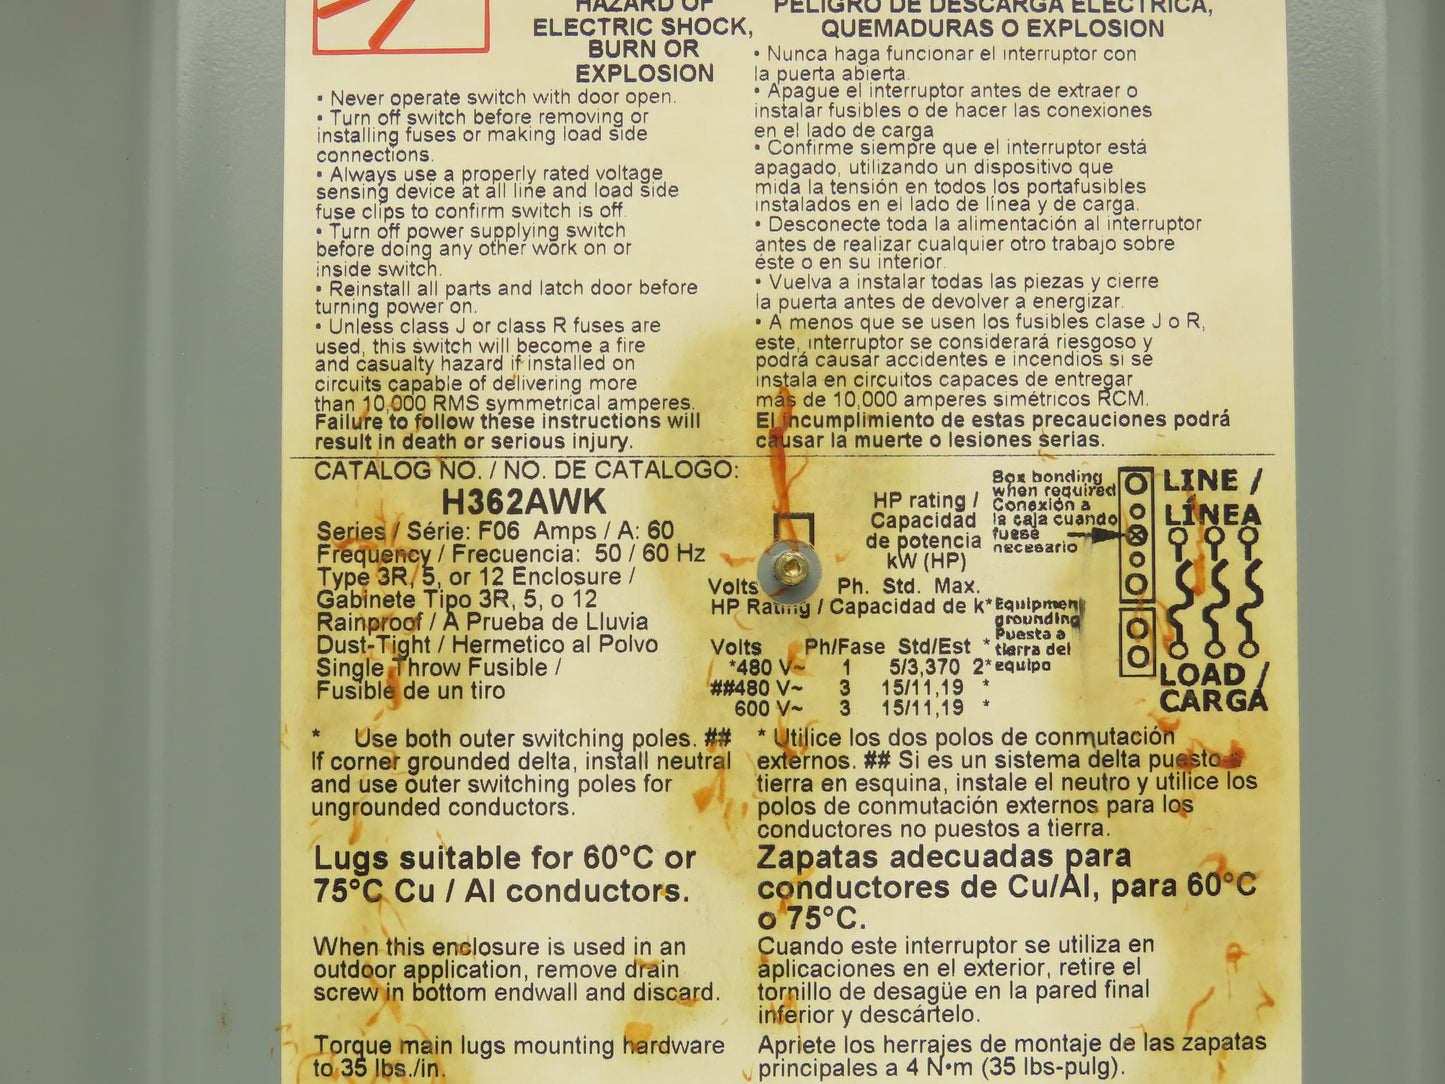 HAZARD OF
ELECTRIC SHOCK,
BURN OR
EXPLOSION
• Never operate switch with door open.
• Turn off switch before removing or
installing fuses or making load side
connections.
• Always use a properly rated voltage
sensing device at all line and load side
fuse clips to confirm switch is off.
• Turn off power supplying switch
before doing any other work on or
inside switch.
• Reinstall all parts and latch door before
turning power on.
• Unless class J or class R fuses are
used, this switch will become a fire
and casualty hazard if installed on
circuits capable of delivering more
than 10,000 RMS symmetrical amperes.
Failure to follow these instructions will
result in death or serious injury.
PELIGRO DE DESCARGA ELECTRICA,
QUEMADURAS O EXPLOSION
• Nunca haga funcionar el interruptor con
la puerta abierta.
• Apague el interruptor antes de extraer o
instalar fusibles o de hacer las conexiones
en el lado de carga
• Confirme siempre que el interruptor está
apagado, utilizando un dispositivo que
mida la tensión en todos los portafusibles
instalados en el lado de línea y de carga.
• Desconecte toda la alimentación al interruptor
antes de realizar cualquier otro trabajo sobre
éste o en su interior.
• Vuelva a instalar todas las piezas y cierre
la puerta antes de devolver a energizar.
• A menos que se usen los fusibles clase J o R,
este, interruptor se considerará riesgoso y
podrá causar accidentes e incendios si se
instala en circuitos capaces de entregar
más de 10,000 amperes simétricos RCM.
El incumplimiento de estas precauciones podrá
causar la muerte o lesiones serias.
CATALOG NO. / NO. DE CATALOGO:
H362AWK
Series / Série: F06 Amps / A: 60
Frequency / Frecuencia: 50 / 60 Hz
Type 3R, 5, or 12 Enclosure /
Gabinete Tipo 3R, 5, o 12
Rainproof / A Prueba de Lluvia
Dust-Tight / Hermetico al Polvo
Single Throw Fusible /
Fusible de un tiro
HP rating /
Capacidad
de potencia
kW (HP)
Volts Ph. Std. Max.
HP Rating / Capacidad de k*
Volts Ph/Fase Std/Est *
*480 V~ 1 5/3,370 2*
##480 V~ 3 15/11,19 *
600 V~ 3 15/11,19 *
Box bonding
when required
Conexión a
la caja cuando
fuese
necesario
Equipment
grounding
Puesta a
tierra del
equipo
LINE /
LÍNEA
LOAD /
CARGA
* Use both outer switching poles. ##
If corner grounded delta, install neutral
and use outer switching poles for
ungrounded conductors.
* Utilice los dos polos de conmutación
externos. ## Si es un sistema delta puesto a
tierra en esquina, instale el neutro y utilice los
polos de conmutación externos para los
conductores no puestos a tierra.
Lugs suitable for 60°C or
75°C Cu / Al conductors.
Zapatas adecuadas para
conductores de Cu/Al, para 60°C
o 75°C.
When this enclosure is used in an
outdoor application, remove drain
screw in bottom endwall and discard.
Cuando este interruptor se utiliza en
aplicaciones en el exterior, retire el
tornillo de desagüe en la pared final
inferior y descártelo.
Torque main lugs mounting hardware
to 35 lbs./in.
Apriete los herrajes de montaje de las zapatas
principales a 4 N•m (35 lbs-pulg).